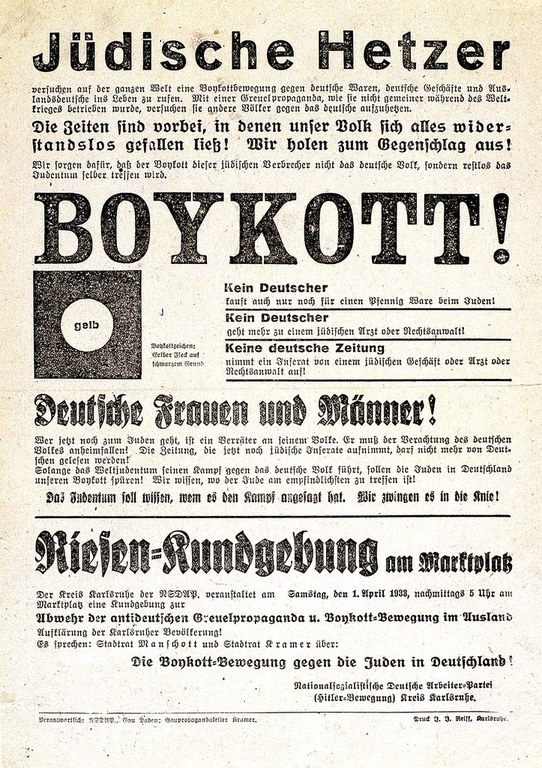 Jüdische Hetzer
versuchen auf der ganzen Welt eine Boykottbewegung gegen deutsche Waren, deutsche Geschäfte und Aus-
landsdeutsche ins Leben zu rufen. Mit einer Greuelpropaganda, wie sie nicht gemeiner während des Welt-
krieges betrieben wurde, versuchen sie andere Völker gegen das deutsche aufzuhetzen.
Die Zeiten sind vorbei, in denen unser Volk sich alles wider-
standslos gefallen ließ! Wir holen zum Gegenschlag aus!
Wir sorgen dafür, daß der Boykott dieser jüdischen Verbrecher nicht das deutsche Volk, sondern restlos das
Judentum selber treffen wird.
BOYKOTT!
gelb
Boykottzeichen:
Gelber Fleck auf
schwarzem Grund
Kein Deutscher
kauft auch nur noch für einen Pfennig Ware beim Juden!
Kein Deutscher
geht mehr zu einem jüdischen Arzt oder Rechtsanwalt!
Keine deutsche Zeitung
nimmt ein Inserat von einem jüdischen Geschäft oder Arzt oder
Rechtsanwalt auf!
Deutsche Frauen und Männer!
Wer jetzt noch zum Juden geht, ist ein Verräter an seinem Volke. Er muß der Verachtung des deutschen
Volkes anheimfallen! Die Zeitung, die jetzt noch jüdische Inserate aufnimmt, darf nicht mehr von Deut-
schen gelesen werden!
Solange das Weltjudentum seinen Kampf gegen das deutsche Volk führt, sollen die Juden in Deutschland
unseren Boykott spüren! Wir wissen, wo der Jude am empfindlichsten zu treffen ist!
Das Judentum soll wissen, wem es den Kampf angesagt hat. Wir zwingen es in die Knie!
Riesen-Kundgebung am Marktplatz
Der Kreis Karlsruhe der NSDAP. veranstaltet am Samstag, den 1. April 1933, nachmittags 5 Uhr am
Marktplatz eine Kundgebung zur
Abwehr der antideutschen Greuelpropaganda u. Boykott-Bewegung im Ausland
Aufklärung der Karlsruher Bevölkerung!
Es sprechen: Stadtrat Manschott und Stadtrat Kramer über:
Die Boykott-Bewegung gegen die Juden in Deutschland!
Nationalsozialistische Deutsche Arbeiter-Partei
(Hitler-Bewegung) Kreis Karlsruhe.
Verantwortlich: NSDAP., Gau Baden; Gaupropagandaleiter Kramer.
Druck J. J. Reiff, Karlsruhe.